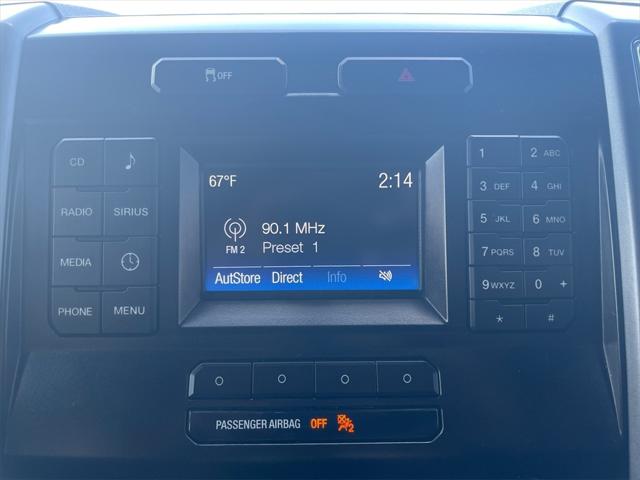 OFF
CD
1
2 ABC
67°F
2:14
3 DEF
4 GHI
RADIO
SIRIUS
5 JKL
6 MNO
90.1 MHz
FM 2
Preset 1
MEDIA
7 PQRS
8 TUV
AutStore
Direct
Info
9 WXYZ
0 +
PHONE
MENU
*
#
PASSENGER AIRBAG OFF 2